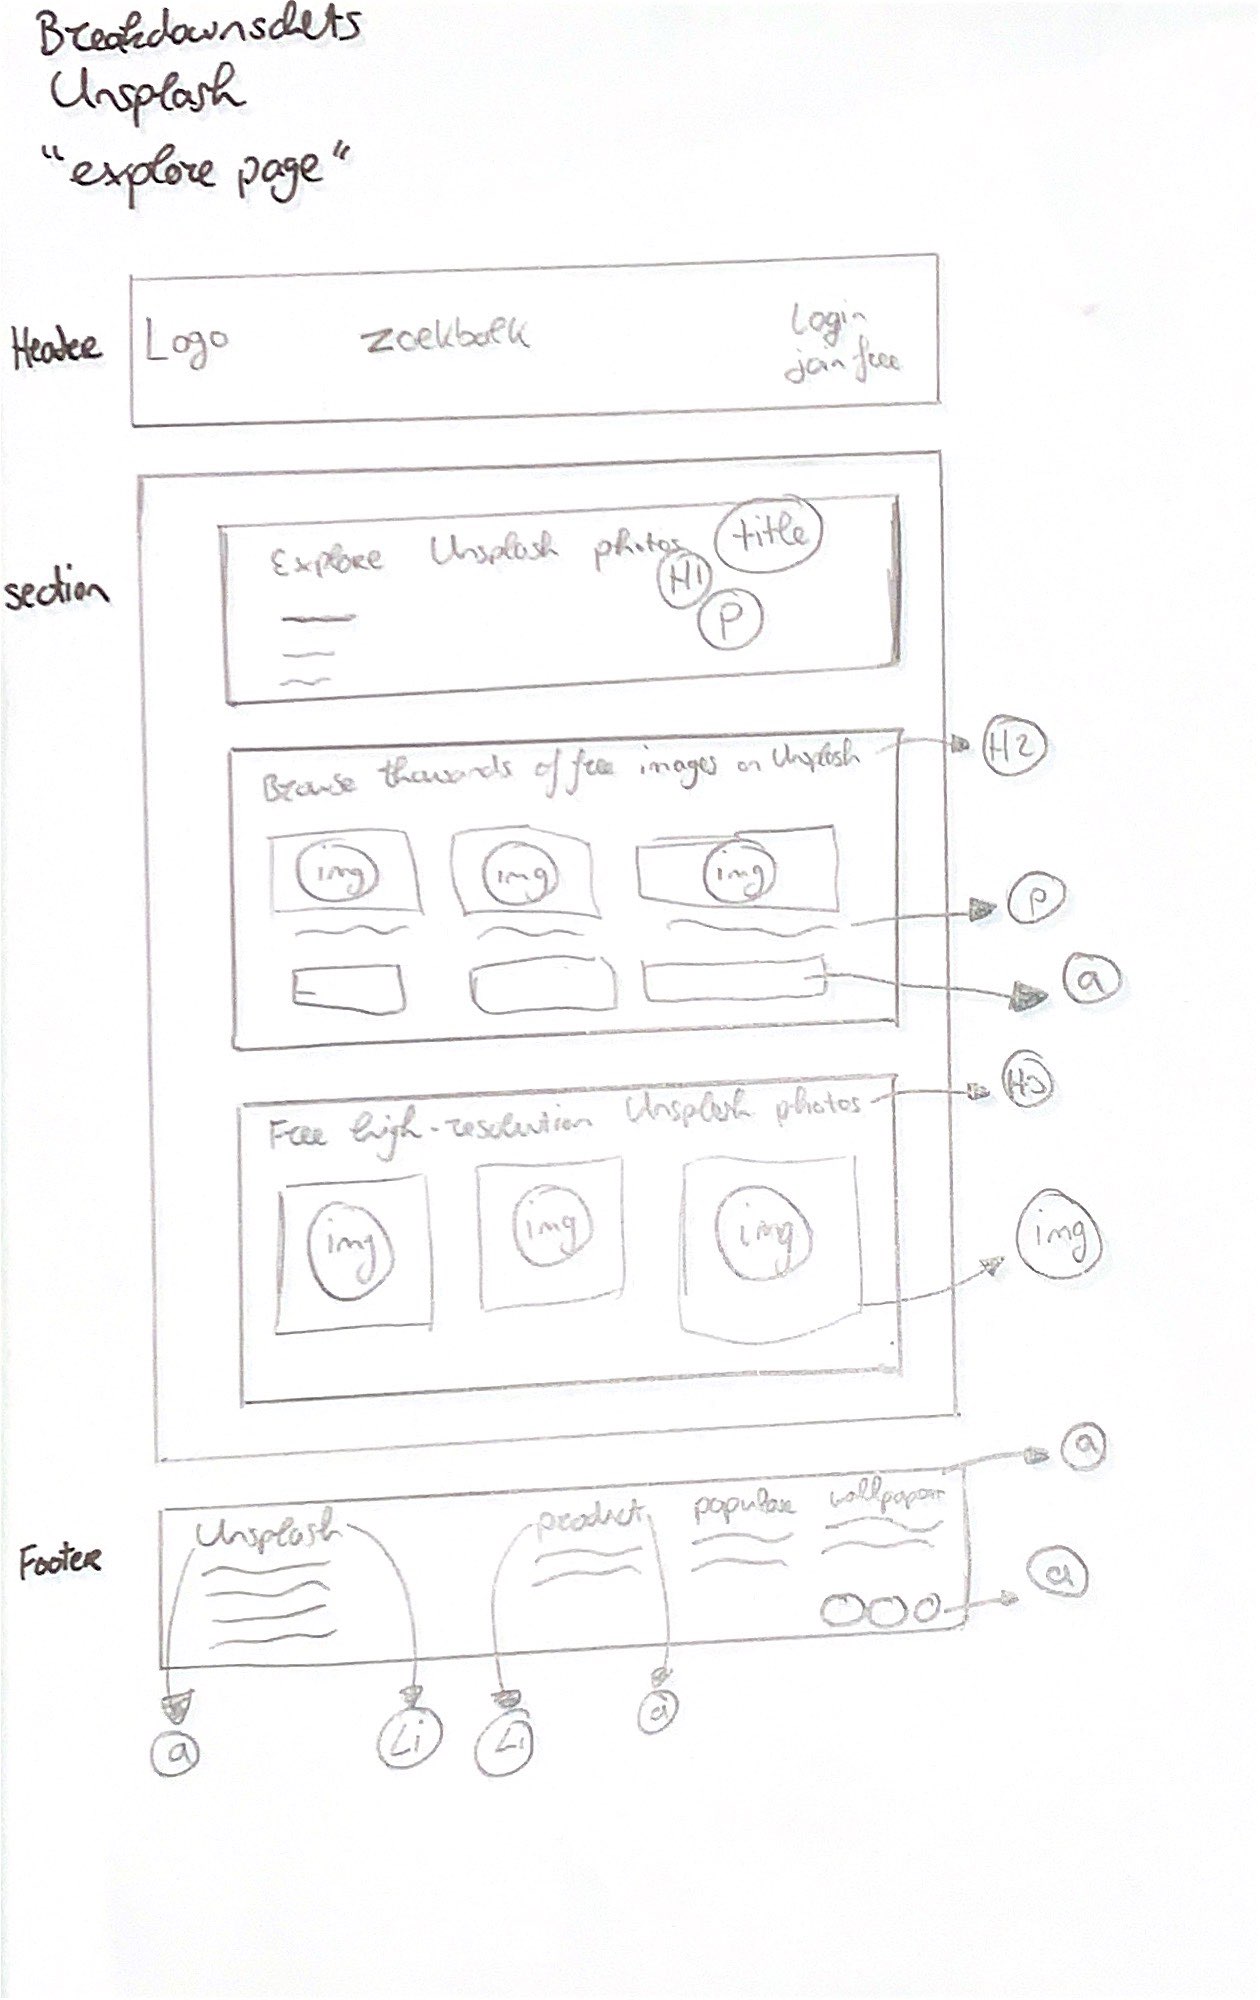 Breakdownschets
Unsplash
"explore page"
Header
Logo
zoekbalk
Login
join free
section
Explore Unsplash photos
title
H1
P
Browse thousands of free images on Unsplash
H2
img
img
img
P
a
Free high-resolution Unsplash photos
H3
img
img
img
img
a
Footer
Unsplash
product
populare
wallpapers
a
a
Li
Li
a